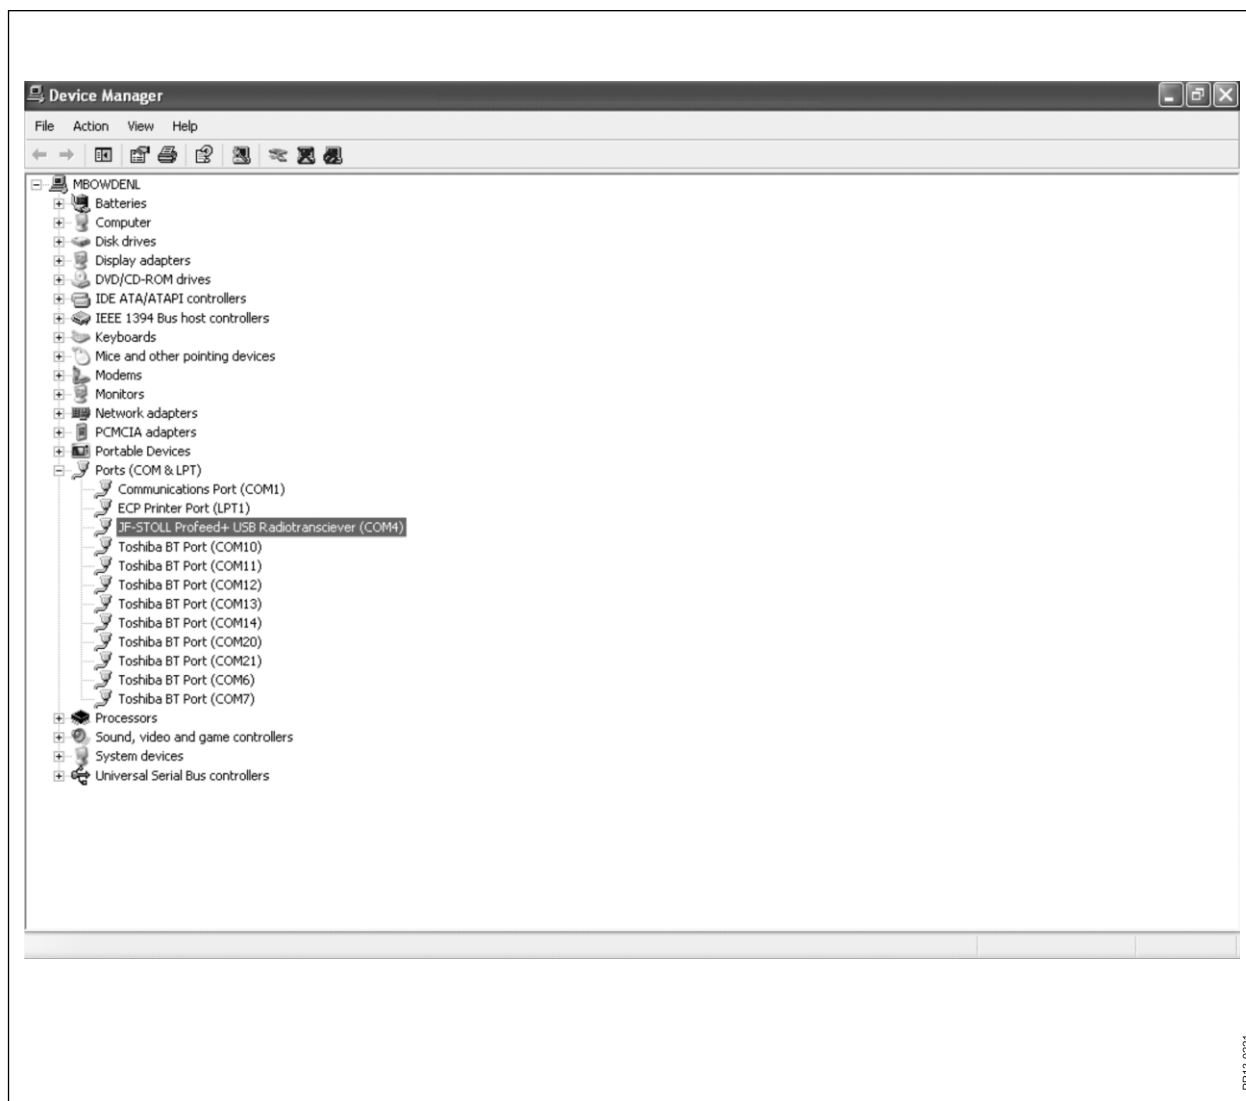 Device Manager
File Action View Help
MBOWDENL
Batteries
Computer
Disk drives
Display adapters
DVD/CD-ROM drives
IDE ATA/ATAPI controllers
IEEE 1394 Bus host controllers
Keyboards
Mice and other pointing devices
Modems
Monitors
Network adapters
PCMCIA adapters
Portable Devices
Ports (COM & LPT)
Communications Port (COM1)
ECP Printer Port (LPT1)
JF-STOLL Profeed+ USB Radiotransciever (COM4)
Toshiba BT Port (COM10)
Toshiba BT Port (COM11)
Toshiba BT Port (COM12)
Toshiba BT Port (COM13)
Toshiba BT Port (COM14)
Toshiba BT Port (COM20)
Toshiba BT Port (COM21)
Toshiba BT Port (COM6)
Toshiba BT Port (COM7)
Processors
Sound, video and game controllers
System devices
Universal Serial Bus controllers